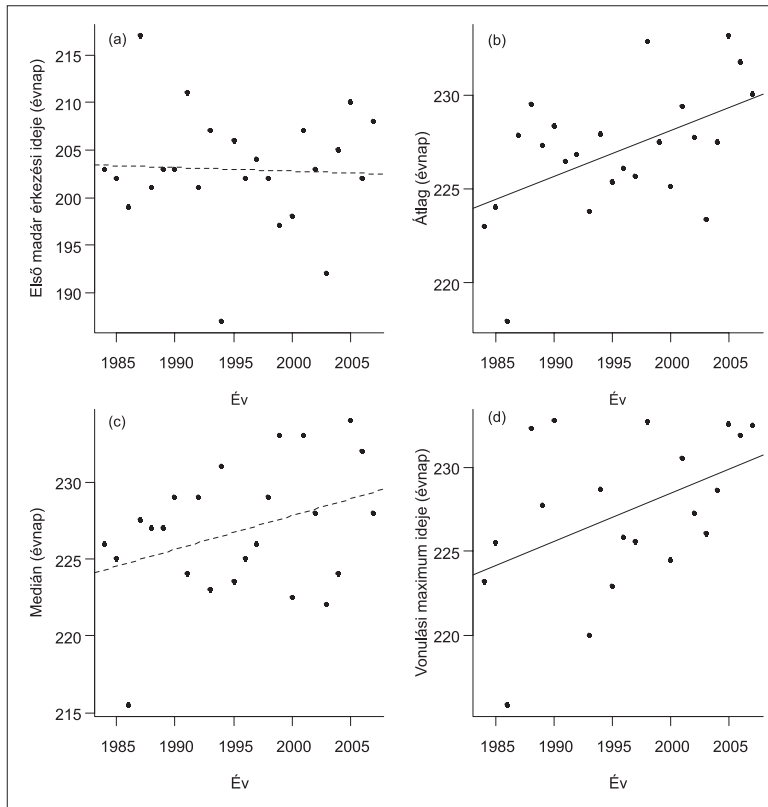 (a)
Első madár érkezési ideje (évnap)
215
210
205
200
195
190
1985 1990 1995 2000 2005
Év
(b)
Átlag (évnap)
230
225
220
1985 1990 1995 2000 2005
Év
(c)
Medián (évnap)
230
225
220
215
1985 1990 1995 2000 2005
Év
(d)
Vonulási maximum ideje (évnap)
230
225
220
1985 1990 1995 2000 2005
Év